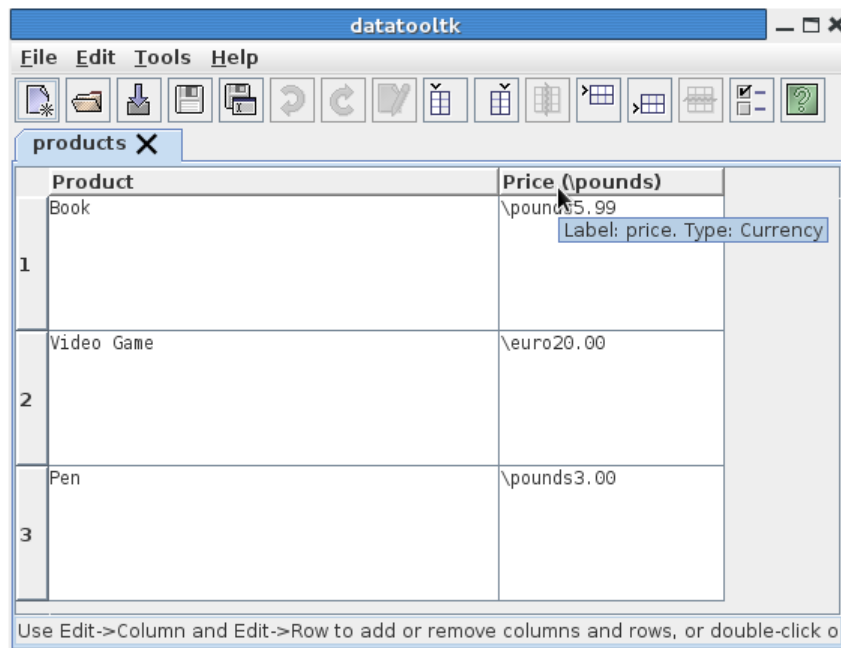 datatooltk
File Edit Tools Help
products
Product Price (\pounds)
Book \pounds5.99
Label: price. Type: Currency
1
Video Game \euro20.00
2
Pen \pounds3.00
3
Use Edit->Column and Edit->Row to add or remove columns and rows, or double-click o